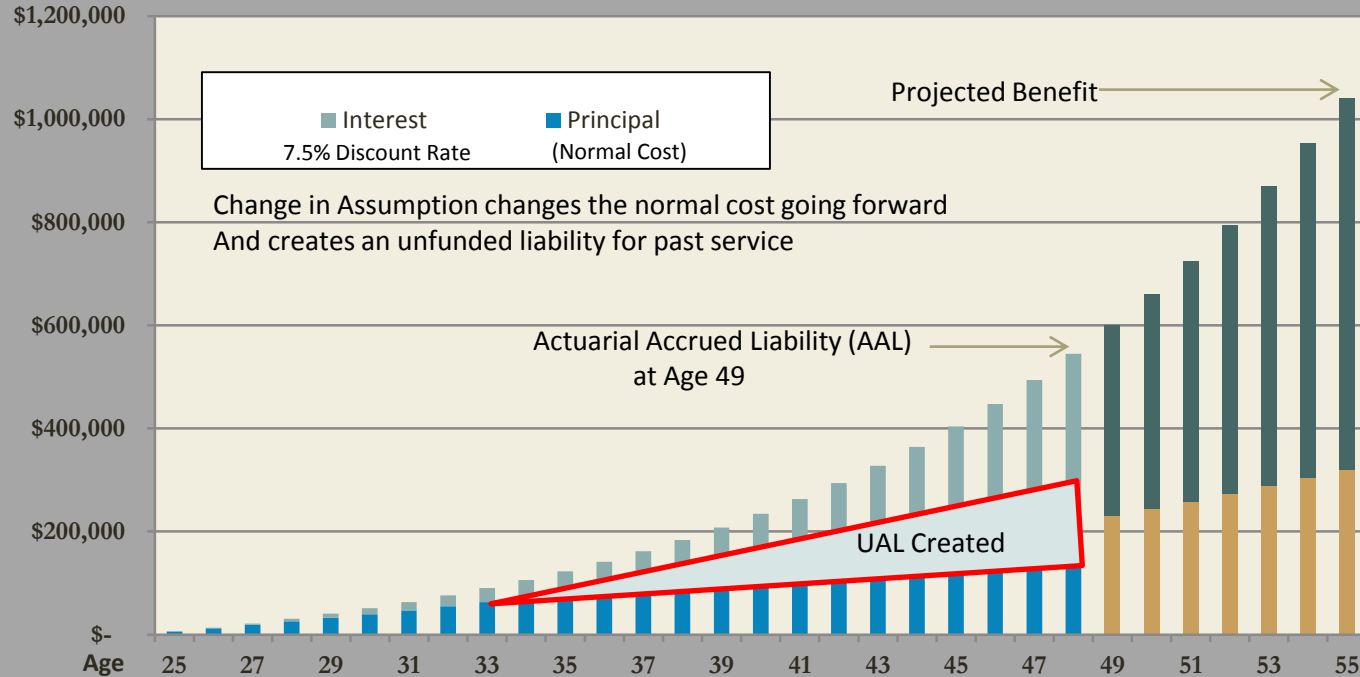 $1,200,000
$1,000,000
$800,000
$600,000
$400,000
$200,000
$-
Interest Principal
7.5% Discount Rate (Normal Cost)
Projected Benefit
Change in Assumption changes the normal cost going forward
And creates an unfunded liability for past service
Actuarial Accrued Liability (AAL)
at Age 49
UAL Created
Age 25 27 29 31 33 35 37 39 41 43 45 47 49 51 53 55